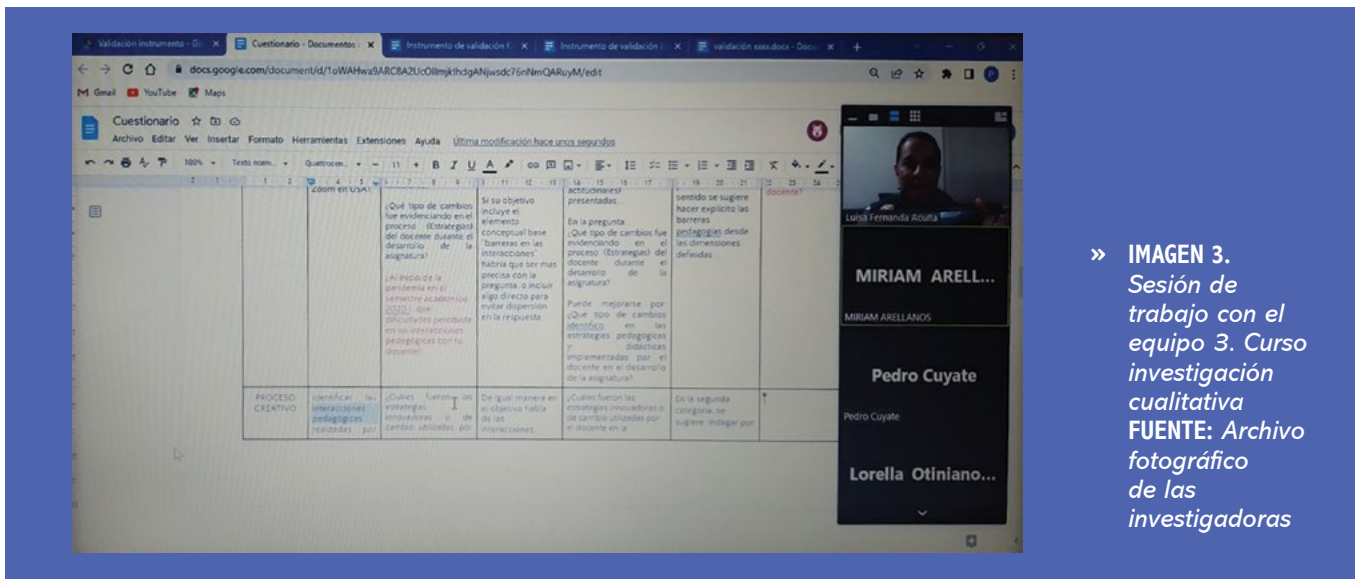 Validación instrumento - G
Cuestionario - Documentos
Instrumento de validación
Instrumento de validación
validación xxxx.docx - Doc
Gmail YouTube Maps
Cuestionario
Archivo Editar Ver Insertar Formato Herramientas Extensiones Ayuda Última modificación hace unos segundos
100% Texto norm... Quattrocen... 11 B I U A
zoom en USA).
¿Qué tipo de cambios
fue evidenciando en el
proceso (Estrategias)
del docente durante el
desarrollo de la
asignatura?
¿Al inicio de la
pandemia en el
semestre académico
2020 I, que
dificultades percibiste
en las interacciones
pedagógicas con tu
docente?
Si su objetivo
incluye el
elemento
conceptual base
"barreras en las
interacciones"
habría que ser mas
precisa con la
pregunta, o incluir
algo directo para
evitar dispersión
en la respuesta
actitudinales)
presentadas...
En la pregunta:
¿Qué tipo de cambios fue
evidenciando en el
proceso (Estrategias) del
docente durante el
desarrollo de la
asignatura?
Puede mejorarse por
¿Qué tipo de cambios
identifico en las
estrategias pedagógicas
y didácticas
implementadas por el
docente en el desarrollo
de la asignatura?
sentido se sugiere
hacer explícito las
barreras
pedagogias desde
las dimensiones
definidas
docente?
PROCESO
CREATIVO
Identificar las
interacciones
pedagógicas
realizadas por
¿Cuáles fueron las
estrategias
innovadoras o de
cambio utilizadas por
De igual manera en
el objetivo habla
de las
interacciones
¿Cuáles fueron las
estrategias innovadoras o
de cambio utilizadas por
el docente en la
En la segunda
categoría, se
sugiere indagar por
Luisa Fernanda Acuña
MIRIAM ARELL...
MIRIAM ARELLANOS
Pedro Cuyate
Pedro Cuyate
Lorella Otiniano...
» IMAGEN 3.
Sesión de
trabajo con el
equipo 3. Curso
investigación
cualitativa
FUENTE: Archivo
fotográfico
de las
investigadoras